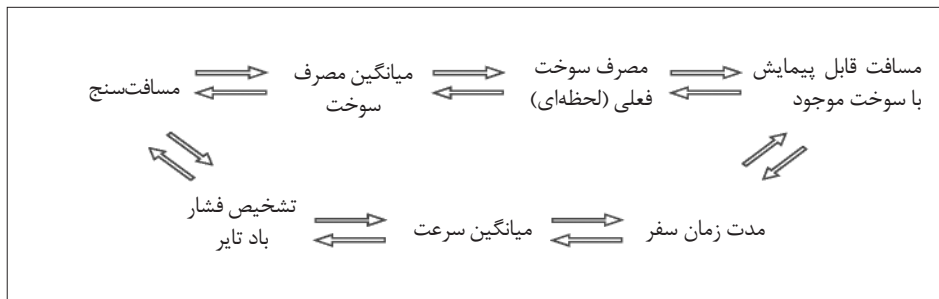 مسافت قابل پیمایش
با سوخت موجود
مصرف سوخت
فعلی (لحظه‌ای)
میانگین مصرف
سوخت
مسافت‌سنج
تشخیص فشار
باد تایر
میانگین سرعت
مدت زمان سفر